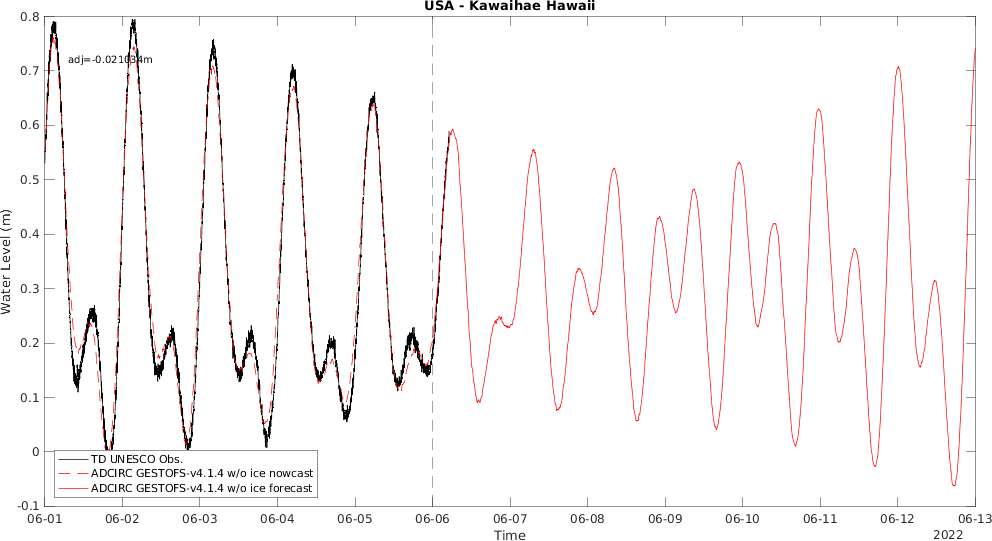 USA - Kawaihae Hawaii
0.8
adj=-0.021034m
0.7
0.6
0.5
0.4
0.3
0.2
0.1
0
-0.1
Water Level (m)
TD UNESCO Obs.
ADCIRC GESTOFS-v4.1.4 w/o ice nowcast
ADCIRC GESTOFS-v4.1.4 w/o ice forecast
06-01 06-02 06-03 06-04 06-05 06-06 06-07 06-08 06-09 06-10 06-11 06-12 06-13
Time
2022